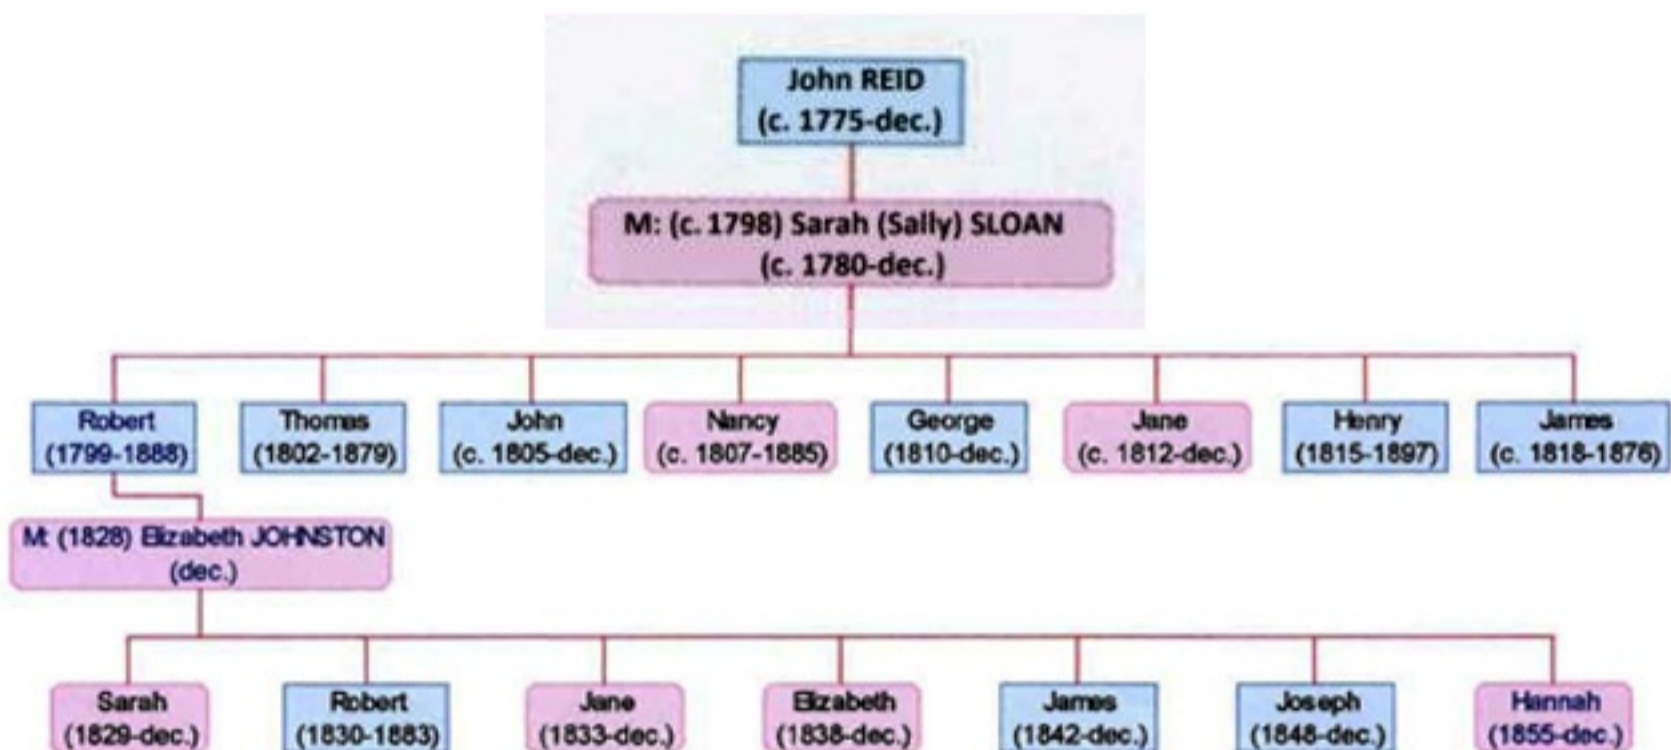 John REID
(c. 1775-dec.)
M: (c. 1798) Sarah (Sally) SLOAN
(c. 1780-dec.)
Robert
(1799-1888)
Thomas
(1802-1879)
John
(c. 1805-dec.)
Nancy
(c. 1807-1885)
George
(1810-dec.)
Jane
(c. 1812-dec.)
Henry
(1815-1897)
James
(c. 1818-1876)
M: (1828) Elizabeth JOHNSTON
(dec.)
Sarah
(1829-dec.)
Robert
(1830-1883)
Jane
(1833-dec.)
Elizabeth
(1838-dec.)
James
(1842-dec.)
Joseph
(1848-dec.)
Hannah
(1855-dec.)